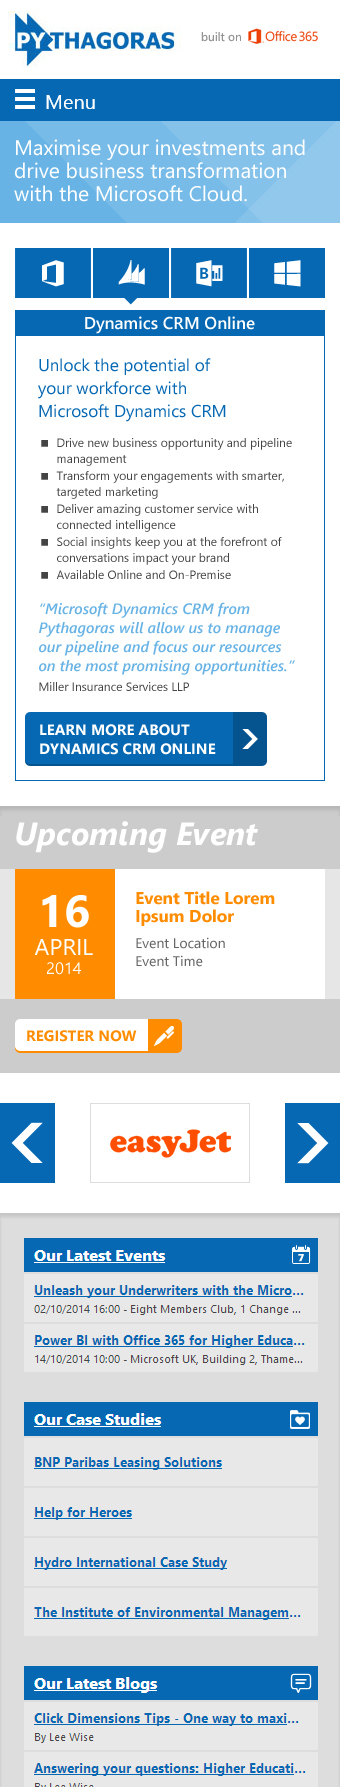 PYTHAGORAS
built on Office 365
Menu
Maximise your investments and
drive business transformation
with the Microsoft Cloud.
Dynamics CRM Online
Unlock the potential of
your workforce with
Microsoft Dynamics CRM
Drive new business opportunity and pipeline
management
Transform your engagements with smarter,
targeted marketing
Deliver amazing customer service with
connected intelligence
Social insights keep you at the forefront of
conversations impact your brand
Available Online and On-Premise
"Microsoft Dynamics CRM from
Pythagoras will allow us to manage
our pipeline and focus our resources
on the most promising opportunities."
Miller Insurance Services LLP
LEARN MORE ABOUT
DYNAMICS CRM ONLINE
Upcoming Event
16
APRIL
2014
Event Title Lorem
Ipsum Dolor
Event Location
Event Time
REGISTER NOW
easyJet
Our Latest Events
7
Unleash your Underwriters with the Micro...
02/10/2014 16:00 - Eight Members Club, 1 Change ...
Power BI with Office 365 for Higher Educa...
14/10/2014 10:00 - Microsoft UK, Building 2, Thame...
Our Case Studies
BNP Paribas Leasing Solutions
Help for Heroes
Hydro International Case Study
The Institute of Environmental Managem...
Our Latest Blogs
Click Dimensions Tips - One way to maxi...
By Lee Wise
Answering your questions: Higher Educati...
By Lee Wise